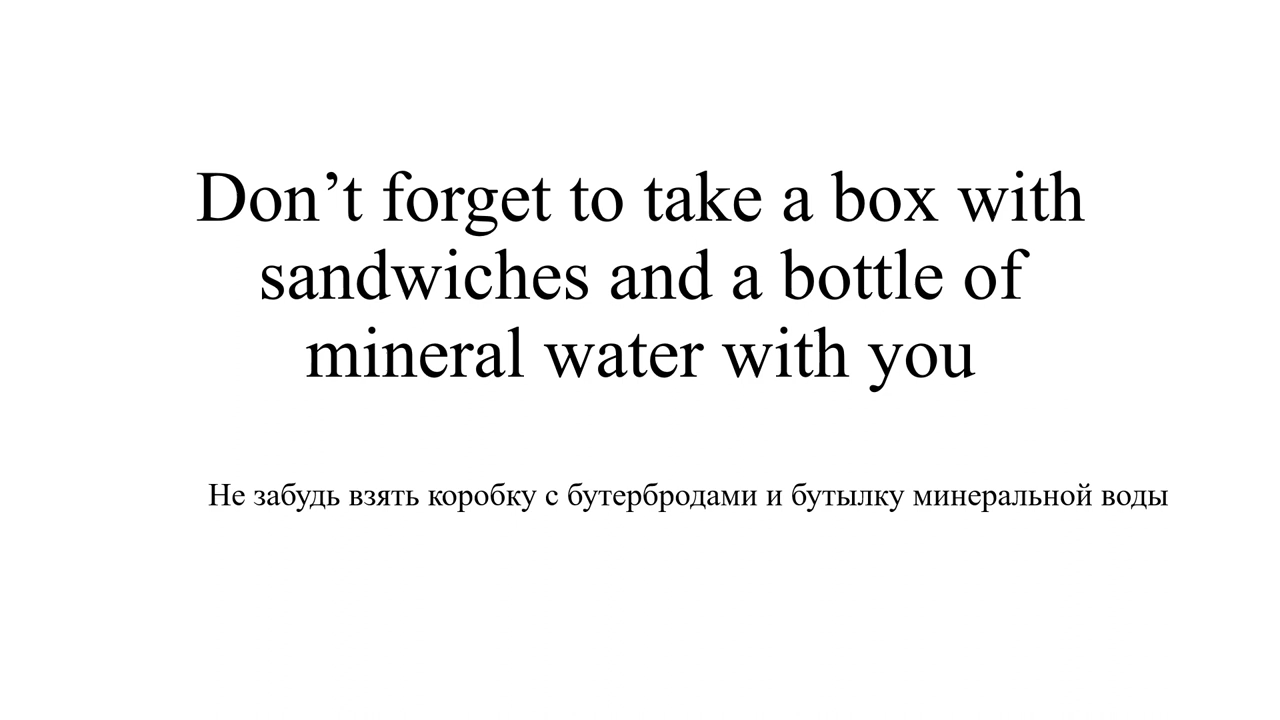 Don’t forget to take a box with
sandwiches and a bottle of
mineral water with you
Не забудь взять коробку с бутербродами и бутылку минеральной воды